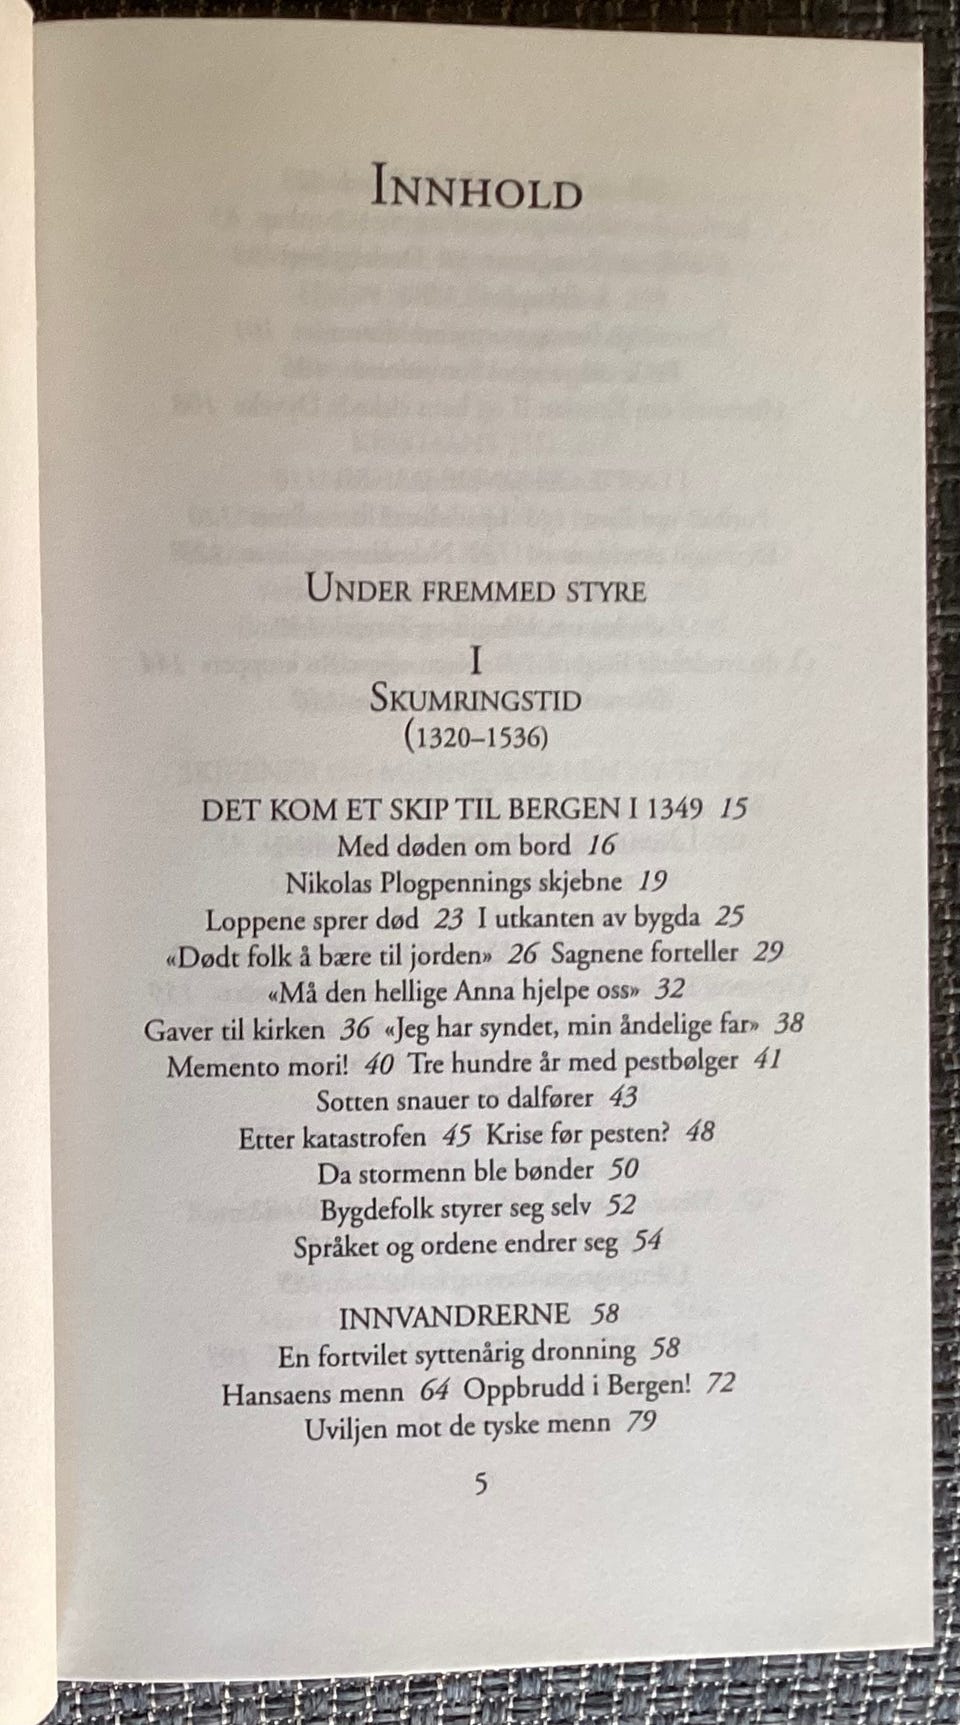 INNHOLD
UNDER FREMMED STYRE
I
SKUMRINGSTID
(1320–1536)
DET KOM ET SKIP TIL BERGEN I 1349 15
Med døden om bord 16
Nikolas Plogpennings skjebne 19
Loppene sprer død 23 I utkanten av bygda 25
«Dødt folk å bære til jorden» 26 Sagnene forteller 29
«Må den hellige Anna hjelpe oss» 32
Gaver til kirken 36 «Jeg har syndet, min åndelige far» 38
Memento mori! 40 Tre hundre år med pestbølger 41
Sotten snauer to dalfører 43
Etter katastrofen 45 Krise før pesten? 48
Da stormenn ble bønder 50
Bygdefolk styrer seg selv 52
Språket og ordene endrer seg 54
INNVANDRERNE 58
En fortvilet syttenårig dronning 58
Hansaens menn 64 Oppbrudd i Bergen! 72
Uviljen mot de tyske menn 79
5